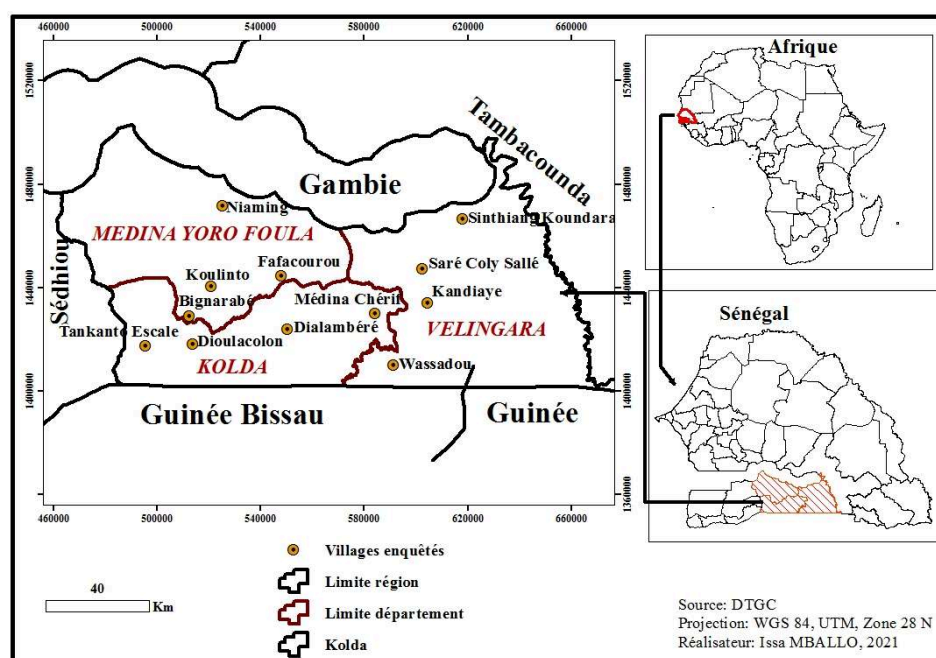 460000 500000 540000 580000 620000 660000
Afrique
1520000
Tambacounda
Gambie
1480000
Niaming
Sinthiang Koundara
MEDINA YORO FOULA
Sédhiou
Fafacourou
Saré Coly Sallé
Koulinto
1440000
1440000
Bignarabé
Médina Chérif
Kandiaye
Sénégal
Tankanto Escale
Dialambéré
VELINGARA
Dioulacolon
KOLDA
Wassadou
1400000
1400000
Guinée Bissau
Guinée
1360000
460000 500000 540000 580000 620000 660000
Villages enquêtés
Limite région
40
Km
Limite département
Kolda
Source: DTGC
Projection: WGS 84, UTM, Zone 28 N
Réalisateur: Issa MBALLO, 2021
1520000
1480000
1360000